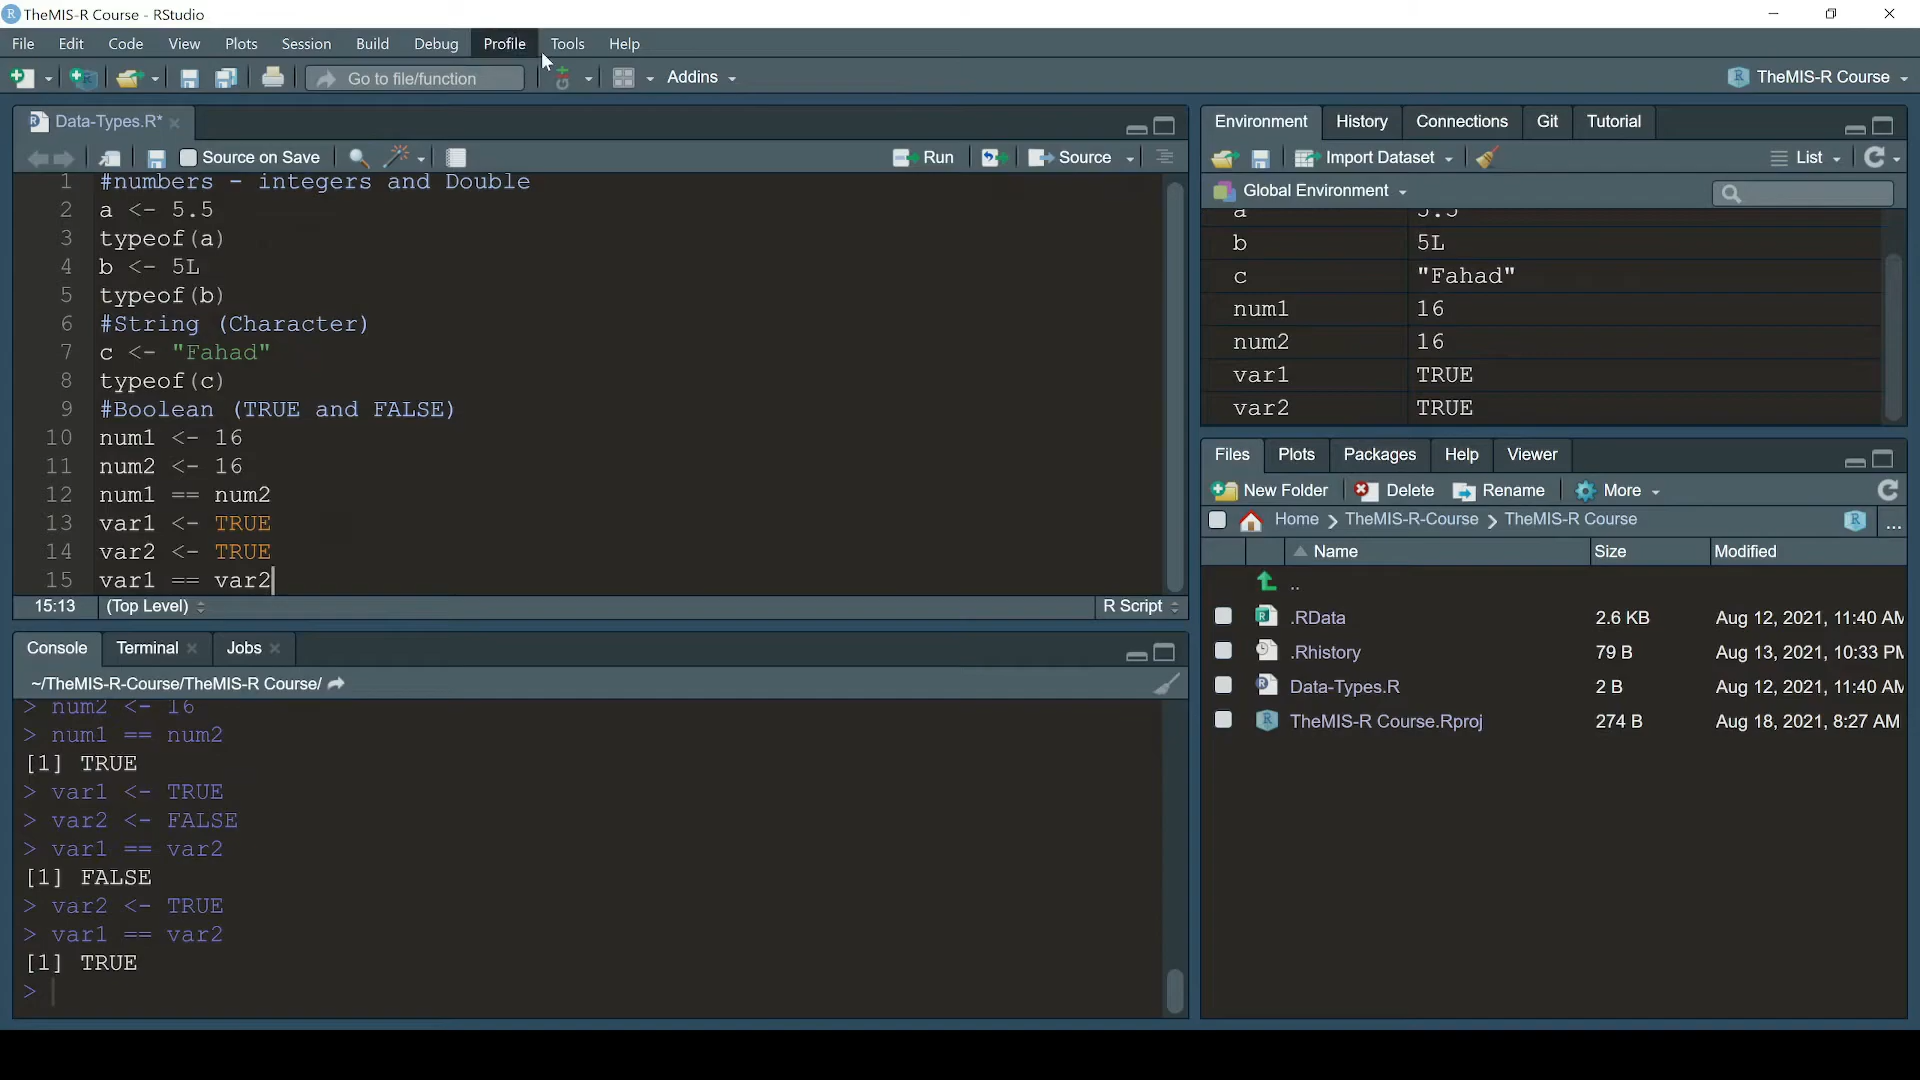 TheMIS-R Course - RStudio
File Edit Code View Plots Session Build Debug Profile Tools Help
Go to file/function Addins TheMIS-R Course
Data-Types.R*
Source on Save Run Source
1 #numbers - integers and Double
2 a <- 5.5
3 typeof(a)
4 b <- 5L
5 typeof(b)
6 #String (Character)
7 c <- "Fahad"
8 typeof(c)
9 #Boolean (TRUE and FALSE)
10 num1 <- 16
11 num2 <- 16
12 num1 == num2
13 var1 <- TRUE
14 var2 <- TRUE
15 var1 == var2
15:13 (Top Level) R Script
Console Terminal Jobs
~/TheMIS-R-Course/TheMIS-R Course/
> num2 <- 16
> num1 == num2
[1] TRUE
> var1 <- TRUE
> var2 <- FALSE
> var1 == var2
[1] FALSE
> var2 <- TRUE
> var1 == var2
[1] TRUE
>
Environment History Connections Git Tutorial
Import Dataset List
Global Environment
a 5.5
b 5L
c "Fahad"
num1 16
num2 16
var1 TRUE
var2 TRUE
Files Plots Packages Help Viewer
New Folder Delete Rename More
Home TheMIS-R-Course TheMIS-R Course ...
Name Size Modified
..
.RData 2.6 KB Aug 12, 2021, 11:40 AM
.Rhistory 79 B Aug 13, 2021, 10:33 PM
Data-Types.R 2 B Aug 12, 2021, 11:40 AM
TheMIS-R Course.Rproj 274 B Aug 18, 2021, 8:27 AM